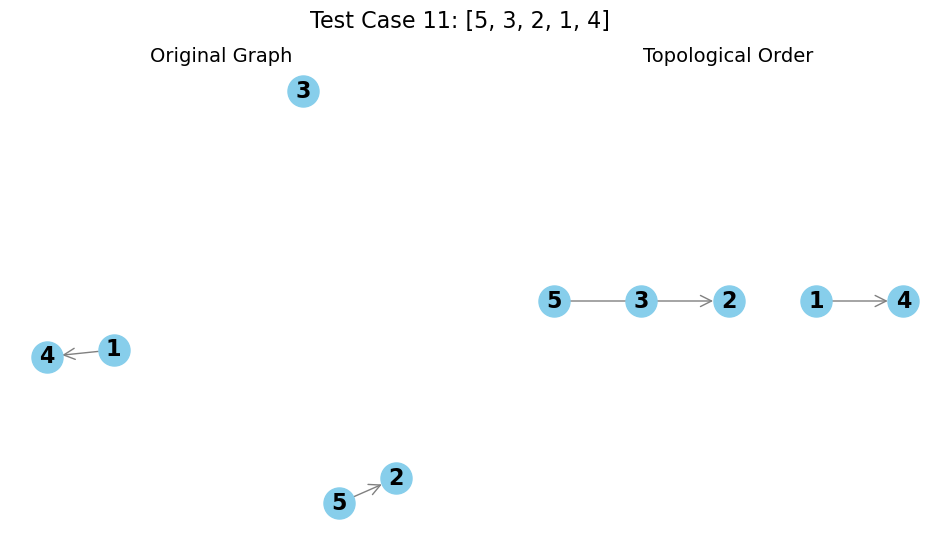 Test Case 11: [5, 3, 2, 1, 4]
Original Graph
3
4
1
2
5
Topological Order
5 3 2 1 4